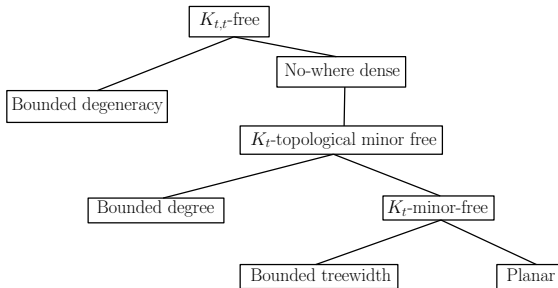 K_{t,t}-free
No-where dense
Bounded degeneracy
K_t-topological minor free
Bounded degree
K_t-minor-free
Bounded treewidth
Planar